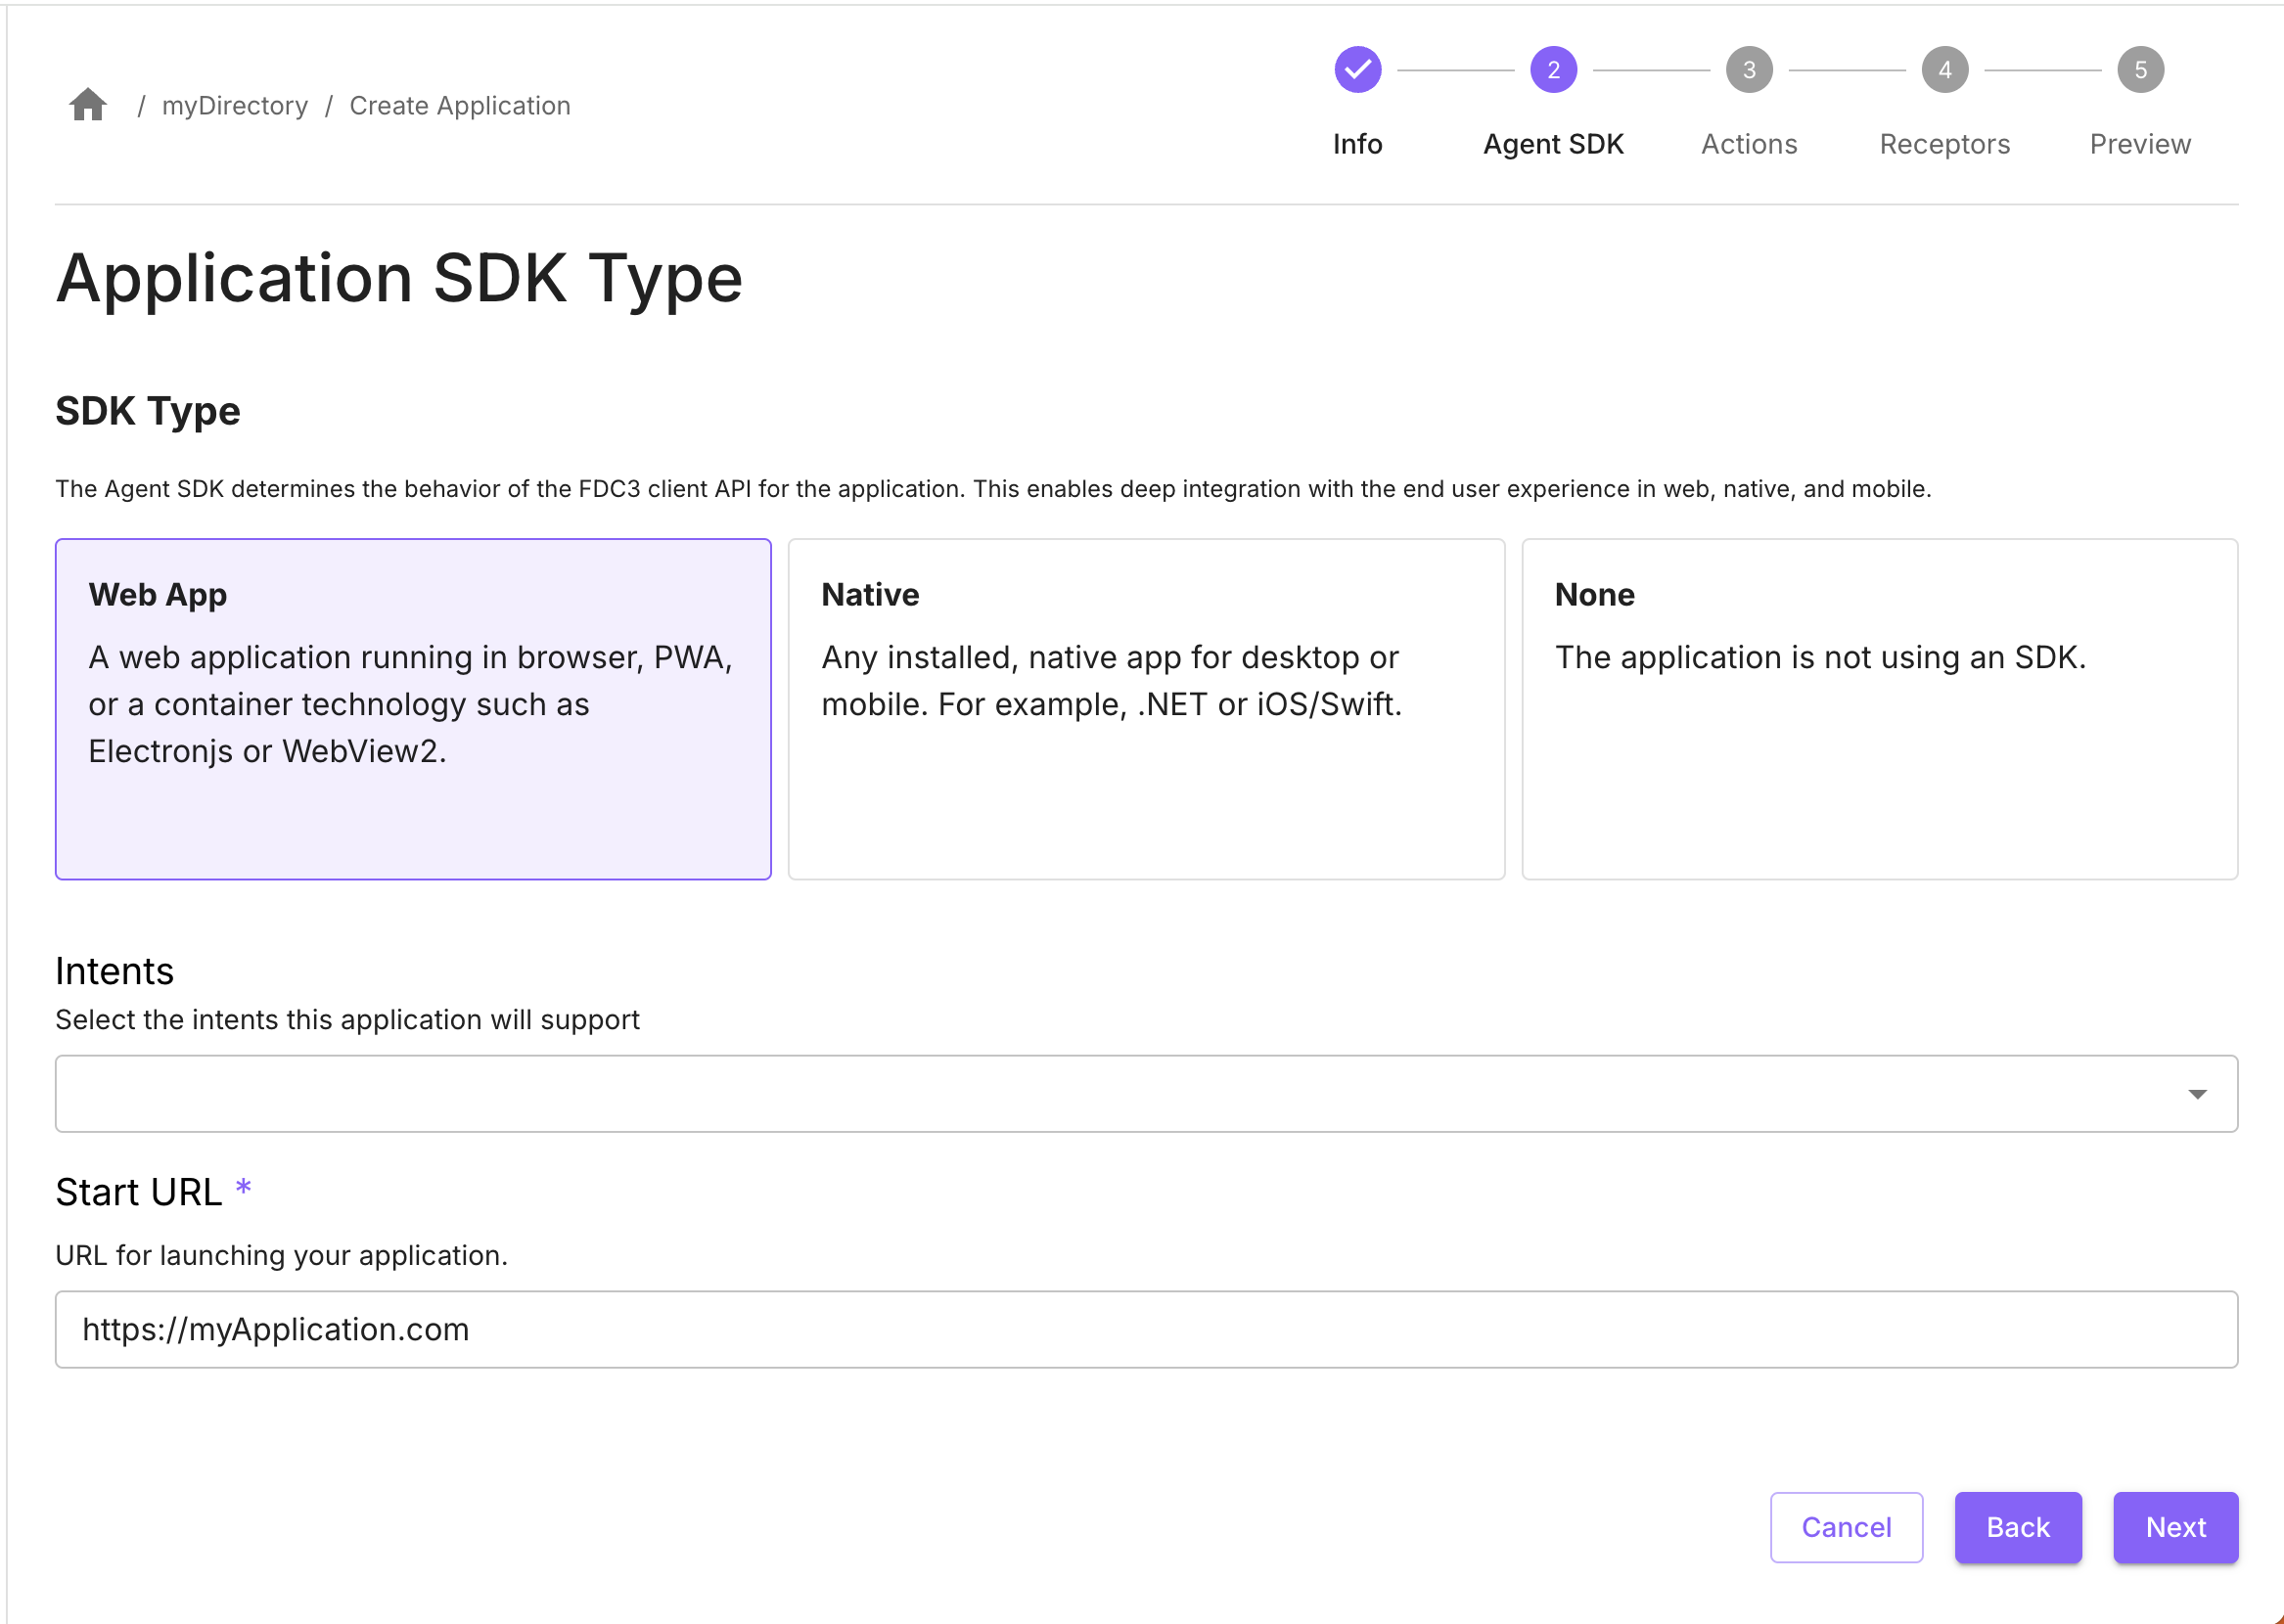 / myDirectory / Create Application
2 3 4 5
Info Agent SDK Actions Receptors Preview
Application SDK Type
SDK Type
The Agent SDK determines the behavior of the FDC3 client API for the application. This enables deep integration with the end user experience in web, native, and mobile.
Web App
A web application running in browser, PWA,
or a container technology such as
Electronjs or WebView2.
Native
Any installed, native app for desktop or
mobile. For example, .NET or iOS/Swift.
None
The application is not using an SDK.
Intents
Select the intents this application will support
Start URL *
URL for launching your application.
https://myApplication.com
Cancel Back Next